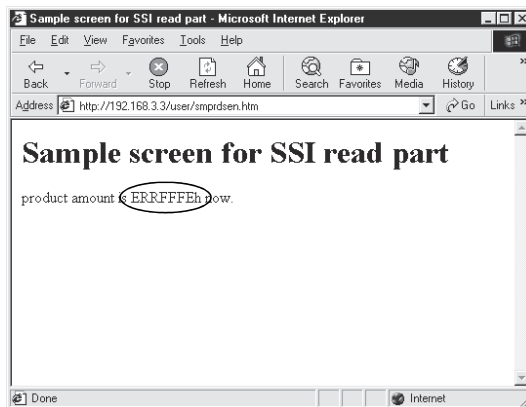 Sample screen for SSI read part - Microsoft Internet Explorer
File Edit View Favorites Tools Help
Back Forward Stop Refresh Home Search Favorites Media History »
Address http://192.168.3.3/user/smprdsen.htm Go Links »
Sample screen for SSI read part
product amount is ERRFFFEh now.
Done Internet